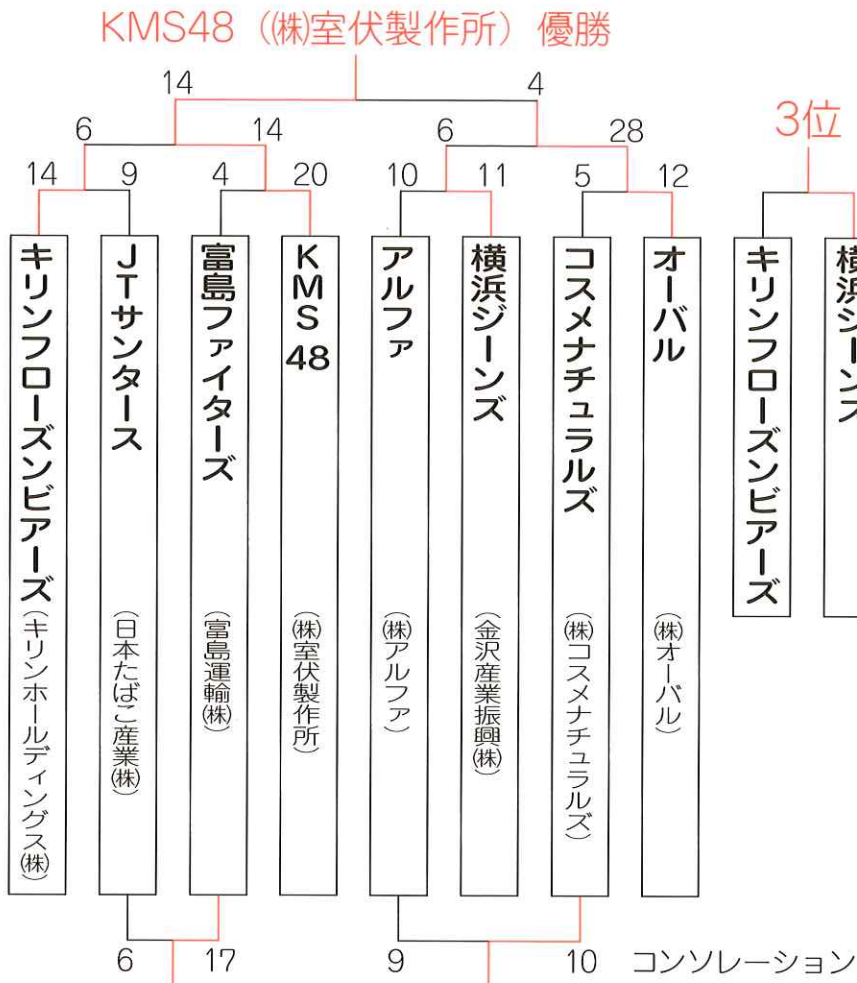 KMS48（㈱室伏製作所）優勝
14
4
6
14
6
28
3位
14
9
4
20
10
11
5
12
キリンフローズンビアーズ（キリンホールディングス㈱）
JTサンタース（日本たばこ産業㈱）
富島ファイターズ（富島運輸㈱）
KMS48（㈱室伏製作所）
アルファ（㈱アルファ）
横浜ジーンズ（金沢産業振興㈱）
コスメナチュラルズ（㈱コスメナチュラルズ）
オーバル（㈱オーバル）
キリンフローズンビアーズ
横浜ジーンズ
6
17
9
10
コンソレーション